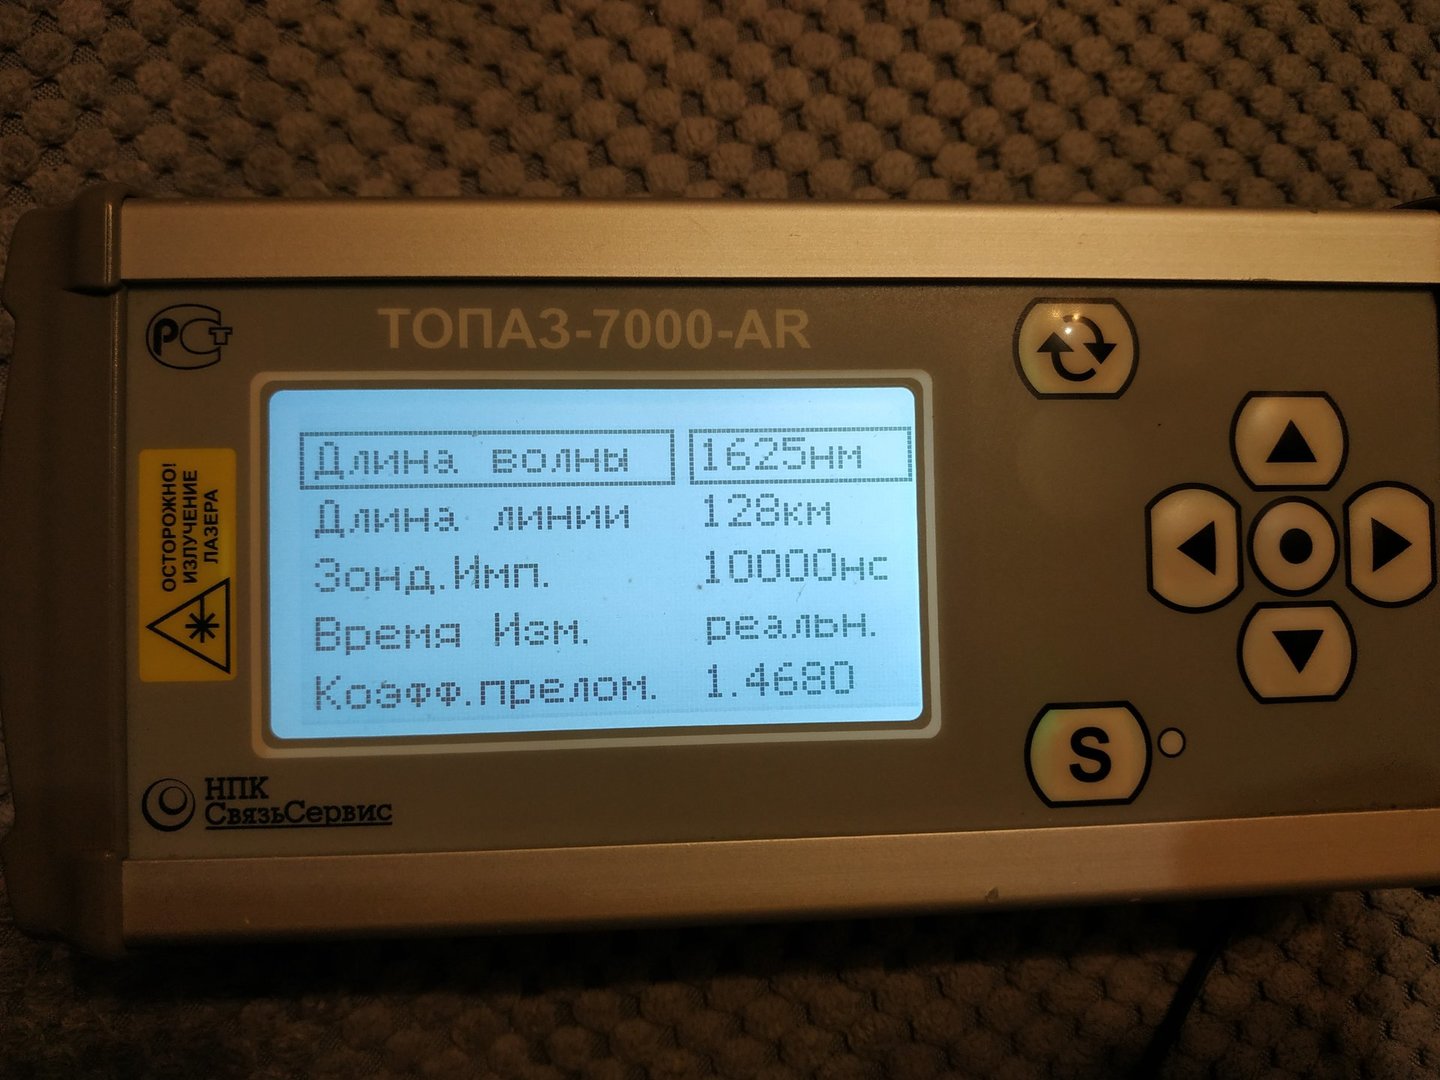 РСТ
ТОПАЗ-7000-AR
ОСТОРОЖНО!
ИЗЛУЧЕНИЕ
ЛАЗЕРА
Длина волны 1625нм
Длина линии 128км
Зонд.Имп. 10000нс
Время Изм. реальн.
Коэфф.прелом. 1.4680
S
НПК
СвязьСервис